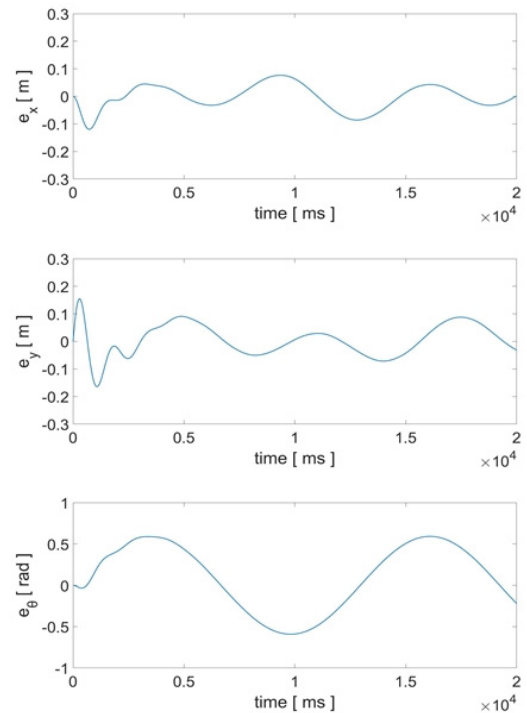 0.3
0.2
0.1
0
-0.1
-0.2
-0.3
e_x [ m ]
0 0.5 1 1.5 2
time [ ms ]
×10^4
0.3
0.2
0.1
0
-0.1
-0.2
-0.3
e_y [ m ]
0 0.5 1 1.5 2
time [ ms ]
×10^4
1
0.5
0
-0.5
-1
e_θ [ rad ]
0 0.5 1 1.5 2
time [ ms ]
×10^4